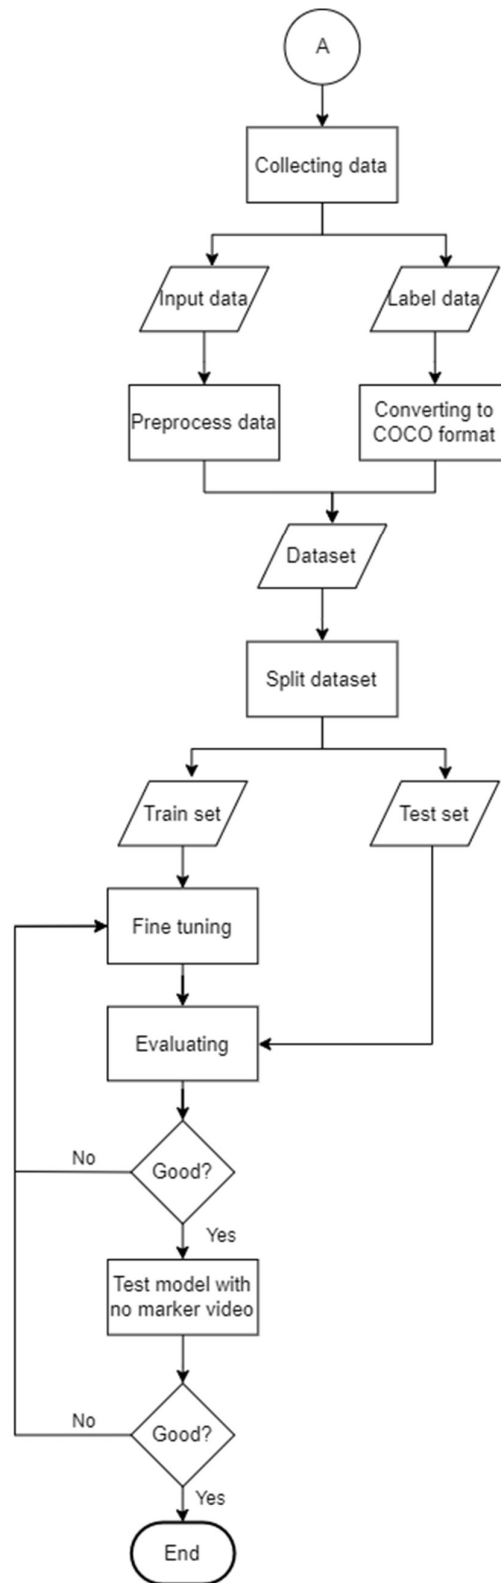 A
Collecting data
Input data
Label data
Preprocess data
Converting to
COCO format
Dataset
Split dataset
Train set
Test set
Fine tuning
Evaluating
Good?
No
Yes
Test model with
no marker video
Good?
No
Yes
End